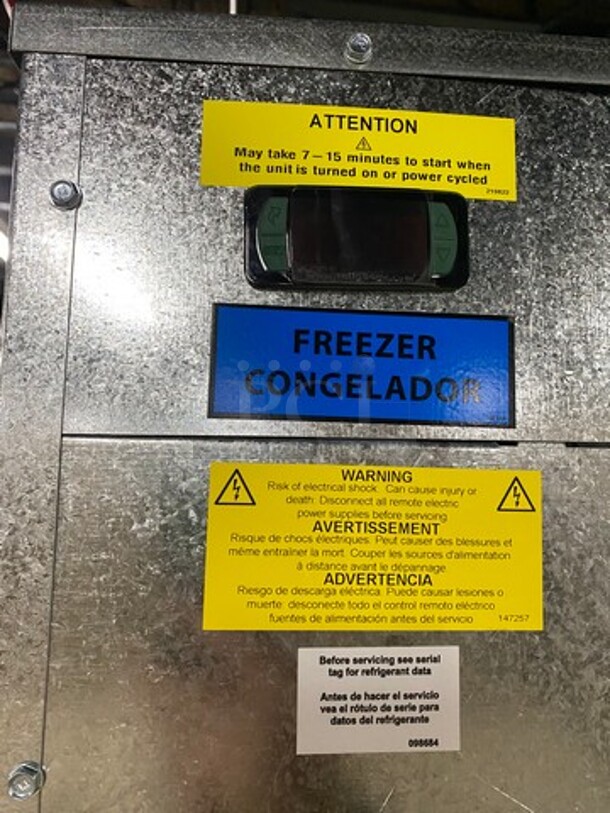 ATTENTION
May take 7 – 15 minutes to start when
the unit is turned on or power cycled
FREEZER
CONGELADOR
WARNING
Risk of electrical shock. Can cause injury or
death: Disconnect all remote electric
power supplies before servicing
AVERTISSEMENT
Risque de chocs électriques. Peut causer des blessures et
même entraîner la mort. Couper les sources d'alimentation
à distance avant le dépannage
ADVERTENCIA
Riesgo de descarga eléctrica. Puede causar lesiones o
muerte: desconecte todo el control remoto eléctrico
fuentes de alimentación antes del servicio 147257
Before servicing see serial
tag for refrigerant data
Antes de hacer el servicio
vea el rótulo de serie para
datos del refrigerante
098684